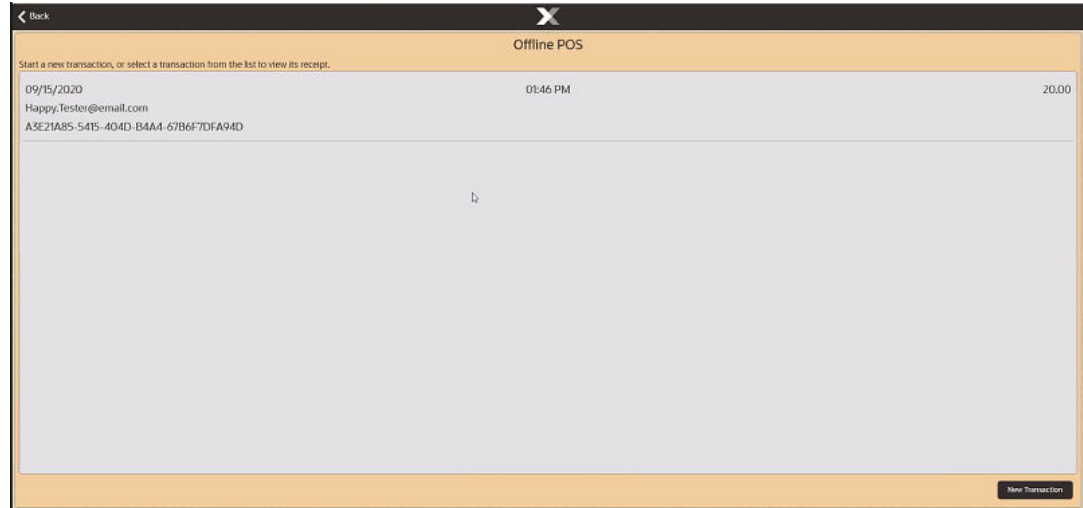 Back
Offline POS
Start a new transaction, or select a transaction from the list to view its receipt.
09/15/2020 01:46 PM 20.00
Happy.Tester@email.com
A3E21A85-5415-404D-B4A4-67B6F7DFA94D
New Transaction